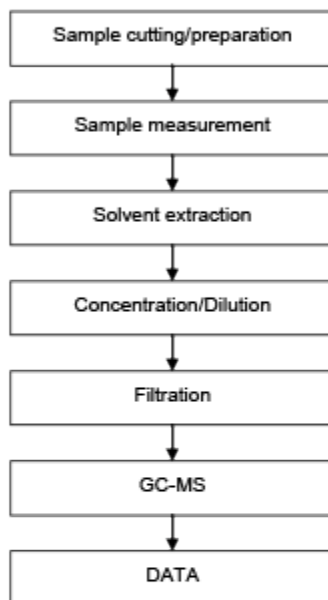 Sample cutting/preparation
Sample measurement
Solvent extraction
Concentration/Dilution
Filtration
GC-MS
DATA